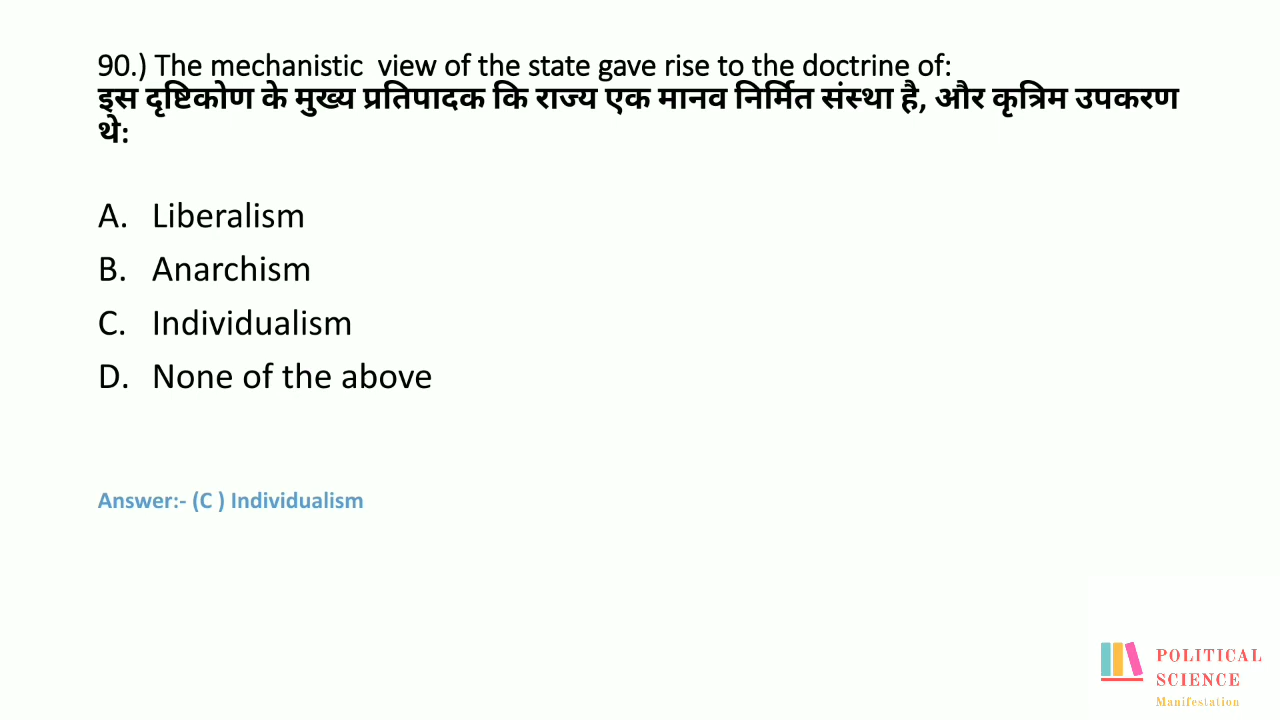 90.) The mechanistic  view of the state gave rise to the doctrine of:
इस दृष्टिकोण के मुख्य प्रतिपादक कि राज्य एक मानव निर्मित संस्था है, और कृत्रिम उपकरण
थे:
A. Liberalism
B. Anarchism
C. Individualism
D. None of the above
Answer:- (C ) Individualism
POLITICAL
SCIENCE
Manifestation